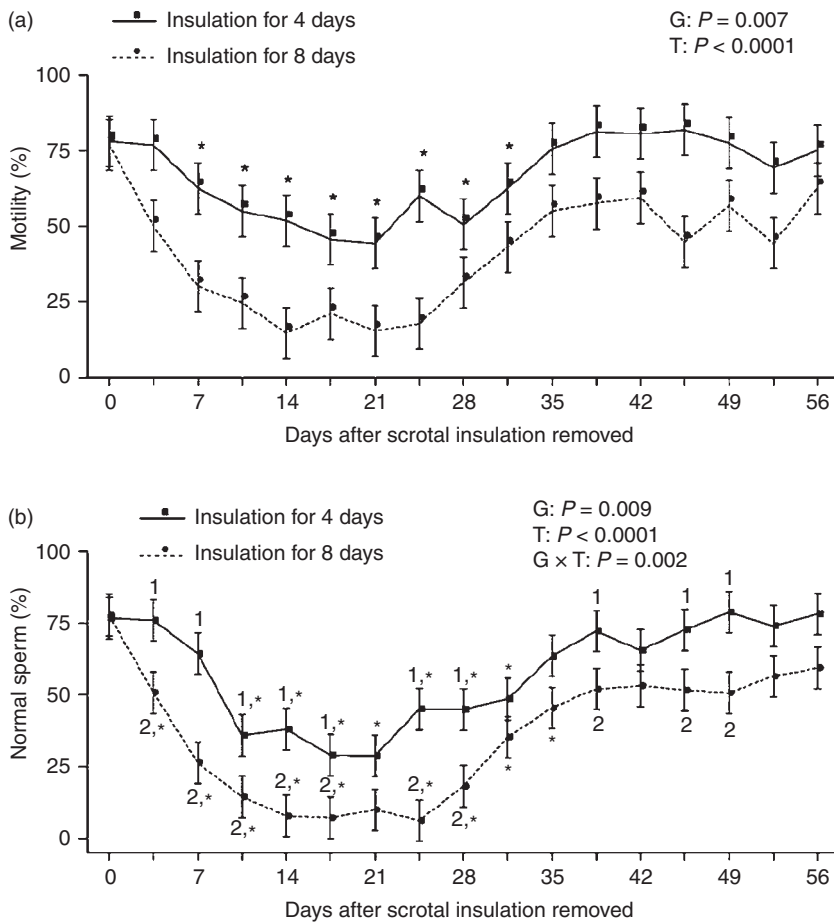 (a) Insulation for 4 days
Insulation for 8 days
G: P = 0.007
T: P < 0.0001
100
75
50
25
0
Motility (%)
* * * * * * * *
0 7 14 21 28 35 42 49 56
Days after scrotal insulation removed
(b) Insulation for 4 days
Insulation for 8 days
G: P = 0.009
T: P < 0.0001
G × T: P = 0.002
100
75
50
25
0
Normal sperm (%)
1 1 1,* 1,* 1,* * 1,* 1,* * 1 1 1
2,* 2,* 2,* 2,* 2,* 2,* 2,* * * 2 2 2
0 7 14 21 28 35 42 49 56
Days after scrotal insulation removed